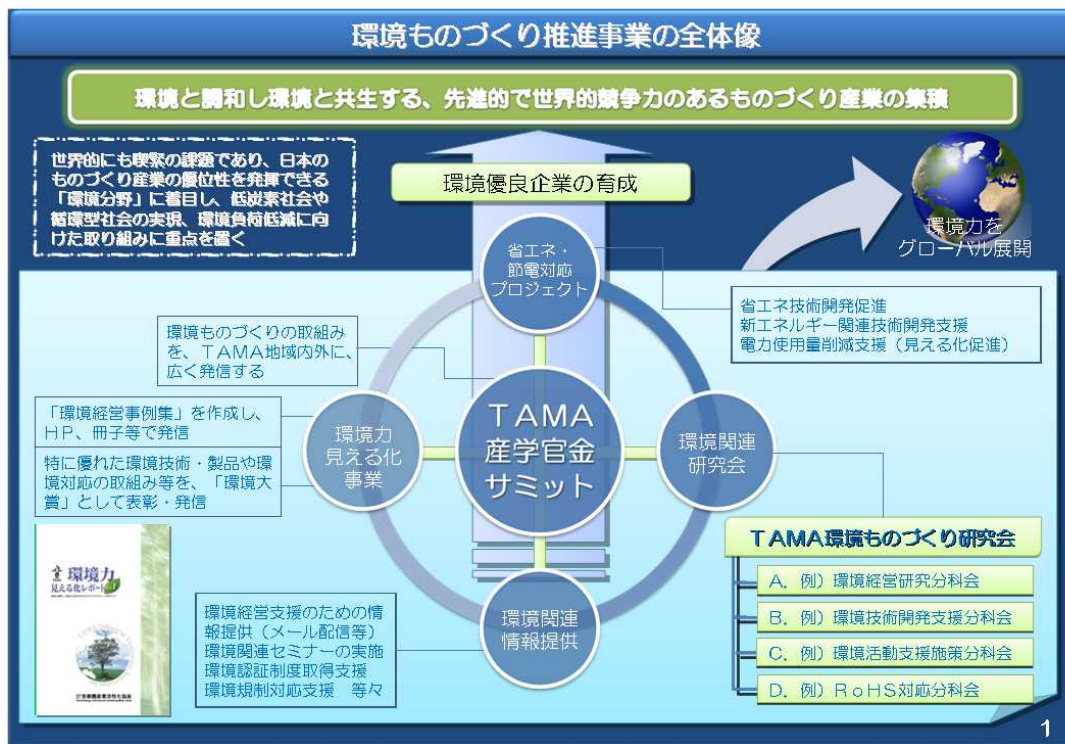 環境ものづくり推進事業の全体像
環境と調和し環境と共生する、先進的で世界的競争力のあるものづくり産業の集積
世界的にも喫緊の課題であり、日本の
ものづくり産業の優位性を発揮できる
「環境分野」に着目し、低炭素社会や
循環型社会の実現、環境負荷低減に向
けた取り組みに重点を置く
環境優良企業の育成
環境力を
グローバル展開
省エネ・
節電対応
プロジェクト
省エネ技術開発促進
新エネルギー関連技術開発支援
電力使用量削減支援（見える化促進）
環境ものづくりの取組み
を、TAMA地域内外に、
広く発信する
「環境経営事例集」を作成し、
HP、冊子等で発信
特に優れた環境技術・製品や環
境対応の取組み等を、「環境大
賞」として表彰・発信
環境力
見える化
事業
TAMA
産学官金
サミット
環境関連
研究会
TAMA環境ものづくり研究会
A．例）環境経営研究分科会
B．例）環境技術開発支援分科会
C．例）環境活動支援施策分科会
D．例）RoHS対応分科会
環境力
見える化レポート
環境経営支援のための情
報提供（メール配信等）
環境関連セミナーの実施
環境認証制度取得支援
環境規制対応支援　等々
環境関連
情報提供
1